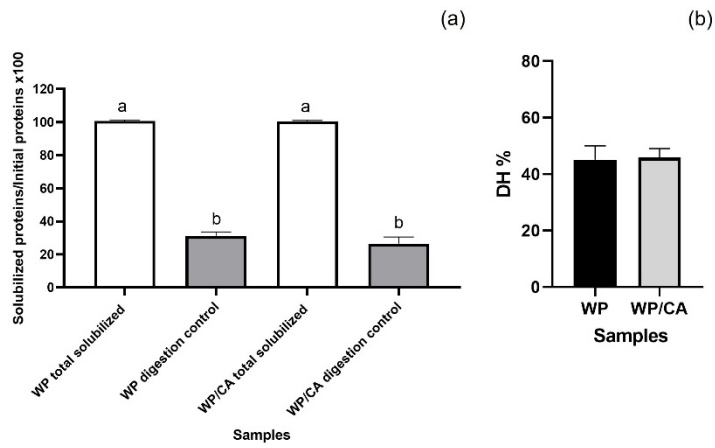 (a)
Solubilized proteins/Initial proteins x100
120
100
80
60
40
20
0
a
b
a
b
WP total solubilized
WP digestion control
WP/CA total solubilized
WP/CA digestion control
Samples
(b)
DH %
80
60
40
20
0
WP
WP/CA
Samples